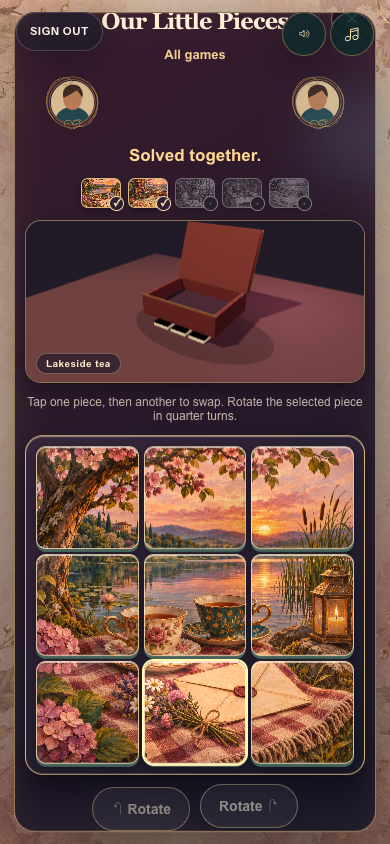 Our Little Pieces
SIGN OUT
All games
Solved together.
Lakeside tea
Tap one piece, then another to swap. Rotate the selected piece
in quarter turns.
Rotate
Rotate